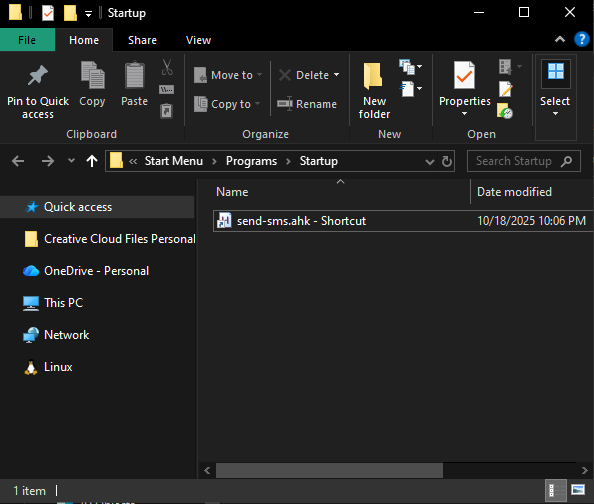 Startup
File Home Share View
Pin to Quick access
Copy
Paste
Clipboard
Move to
Copy to
Delete
Rename
Organize
New folder
New
Properties
Open
Select
« Start Menu > Programs > Startup
Search Startup
Name Date modified
Quick access
Creative Cloud Files Personal
OneDrive - Personal
This PC
Network
Linux
send-sms.ahk - Shortcut 10/18/2025 10:06 PM
1 item